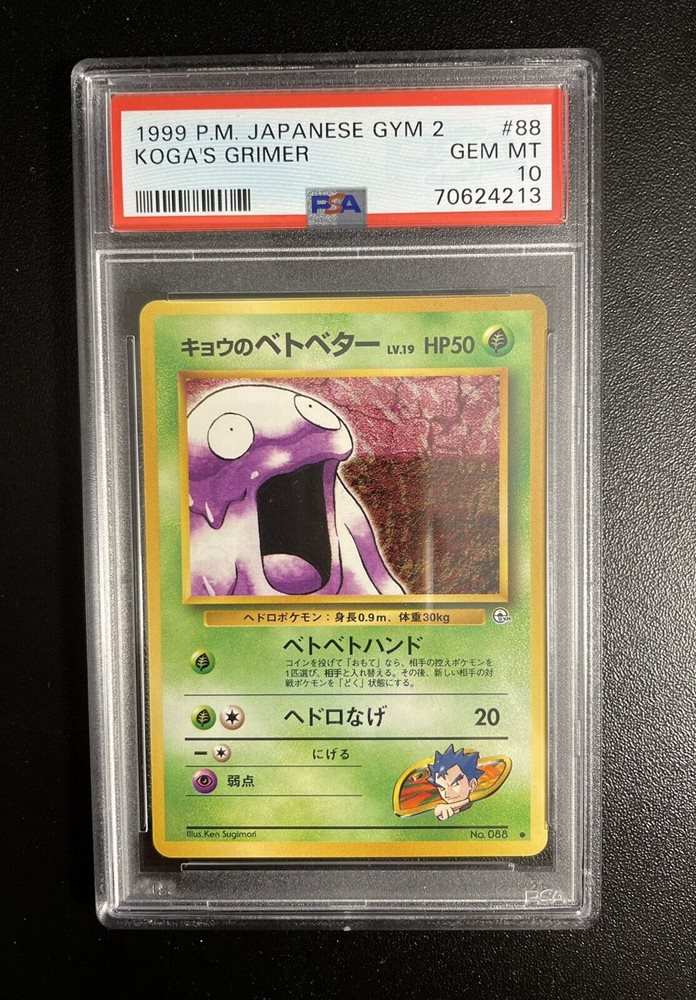 1999 P.M. JAPANESE GYM 2 #88
KOGA'S GRIMER GEM MT
10
70624213
PSA
キョウのベトベター LV.19 HP50
ヘドロポケモン：身長0.9m、体重30kg
ベトベトハンド
コインを投げて「おもて」なら、相手の控えポケモンを
1匹選び、相手と入れ替える。その後、新しい相手の対
戦ポケモンを「どく」状態にする。
ヘドロなげ 20
にげる
弱点
Illus.Ken Sugimori No.088